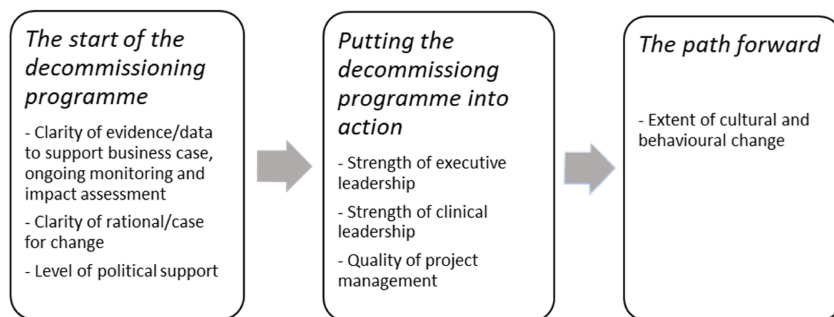 The start of the
decommissioning
programme
- Clarity of evidence/data
to support business case,
ongoing monitoring and
impact assessment
- Clarity of rational/case
for change
- Level of political support
Putting the
decommissiong
programme into
action
- Strength of executive
leadership
- Strength of clinical
leadership
- Quality of project
management
The path forward
- Extent of cultural and
behavioural change